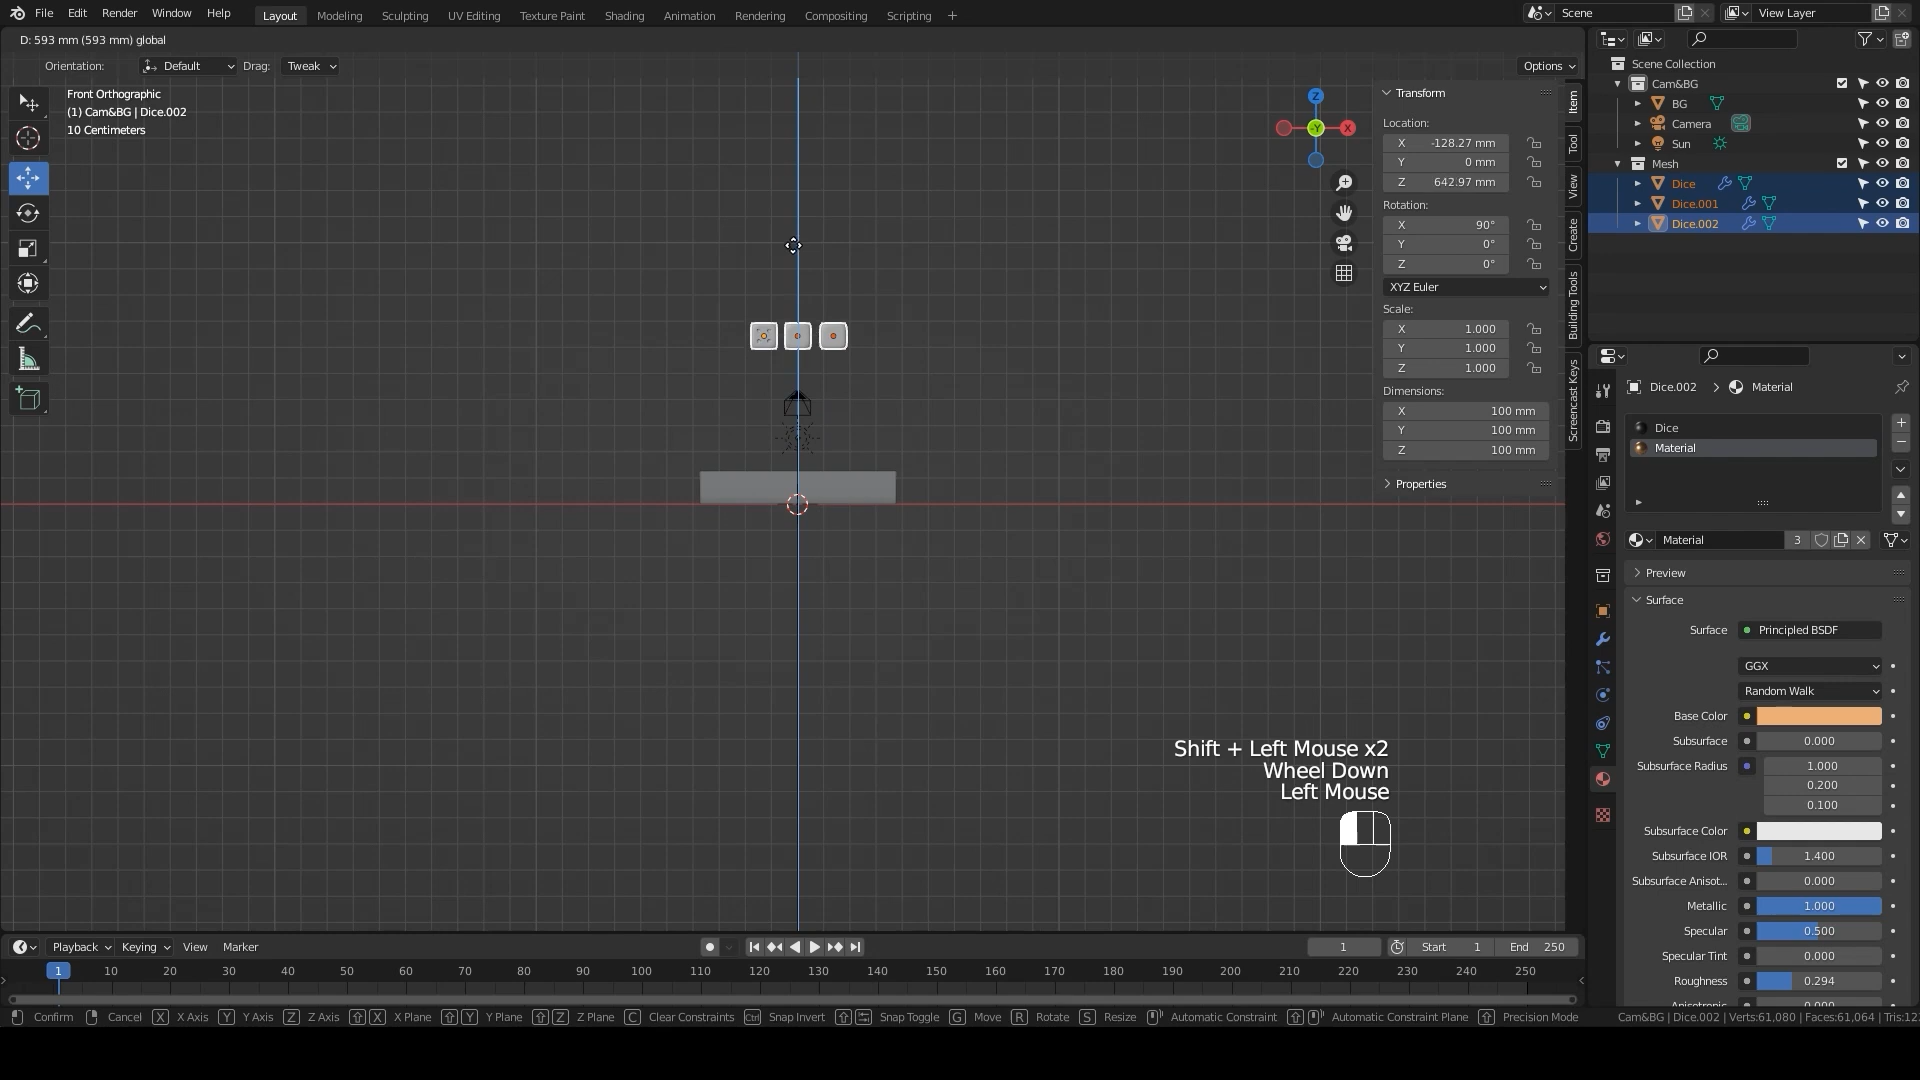 File Edit Render Window Help Layout Modeling Sculpting UV Editing Texture Paint Shading Animation Rendering Compositing Scripting + Scene View Layer
D: 593 mm (593 mm) global
Orientation: Default Drag: Tweak Options
Front Orthographic
(1) Cam&BG | Dice.002
10 Centimeters
Z
X
-Y
Transform
Location:
X -128.27 mm
Y 0 mm
Z 642.97 mm
Rotation:
X 90°
Y 0°
Z 0°
XYZ Euler
Scale:
X 1.000
Y 1.000
Z 1.000
Dimensions:
X 100 mm
Y 100 mm
Z 100 mm
Properties
Item
Tool
View
Create
Building Tools
Screencast Keys
Scene Collection
Cam&BG
BG
Camera
Sun
Mesh
Dice
Dice.001
Dice.002
Dice.002 > Material
Dice
Material
Material 3
Preview
Surface
Surface Principled BSDF
GGX
Random Walk
Base Color
Subsurface 0.000
Subsurface Radius 1.000
0.200
0.100
Subsurface Color
Subsurface IOR 1.400
Subsurface Anisot... 0.000
Metallic 1.000
Specular 0.500
Specular Tint 0.000
Roughness 0.294
Anisotropic 0.000
Shift + Left Mouse x2
Wheel Down
Left Mouse
Playback Keying View Marker 1 Start 1 End 250
1 10 20 30 40 50 60 70 80 90 100 110 120 130 140 150 160 170 180 190 200 210 220 230 240 250
Confirm Cancel X X Axis Y Y Axis Z Z Axis X X Plane Y Y Plane Z Z Plane C Clear Constraints Ctrl Snap Invert Snap Toggle G Move R Rotate S Resize Automatic Constraint Automatic Constraint Plane Precision Mode Cam&BG | Dice.002 | Verts:61,080 | Faces:61,064 | Tris:12